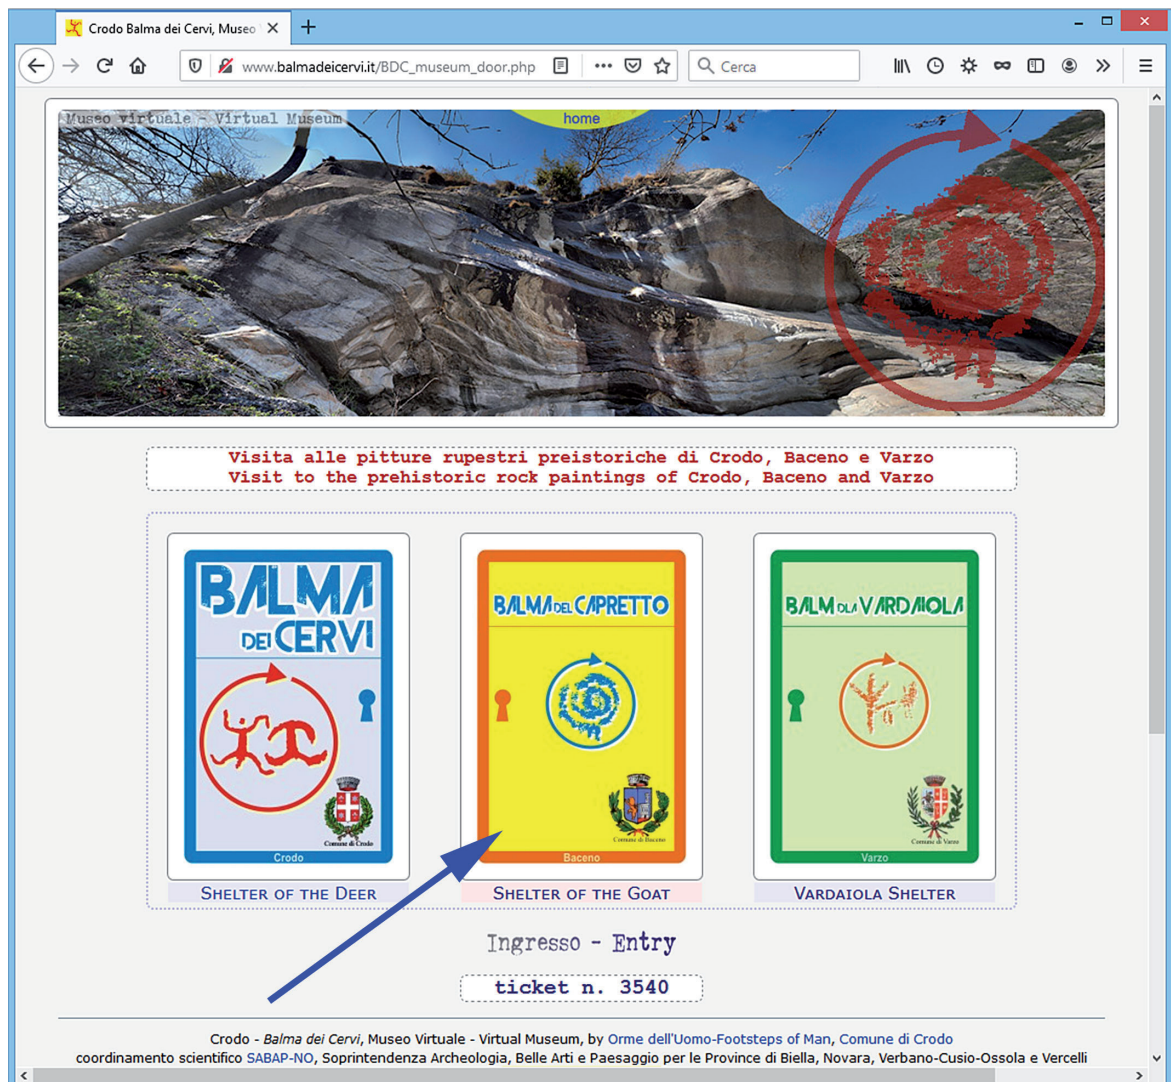 Crodo Balma dei Cervi, Museo
www.balmadeicervi.it/BDC_museum_door.php
Cerca
Museo virtuale - Virtual Museum
home
Visita alle pitture rupestri preistoriche di Crodo, Baceno e Varzo
Visit to the prehistoric rock paintings of Crodo, Baceno and Varzo
BALMA
DEI CERVI
Comune di Crodo
Crodo
SHELTER OF THE DEER
BALMA DEL CAPRETTO
Comune di Baceno
Baceno
SHELTER OF THE GOAT
BALM DLA VARDAIOLA
Comune di Varzo
Varzo
VARDAIOLA SHELTER
Ingresso - Entry
ticket n. 3540
Crodo - Balma dei Cervi, Museo Virtuale - Virtual Museum, by Orme dell'Uomo-Footsteps of Man, Comune di Crodo
coordinamento scientifico SABAP-NO, Soprintendenza Archeologia, Belle Arti e Paesaggio per le Province di Biella, Novara, Verbano-Cusio-Ossola e Vercelli